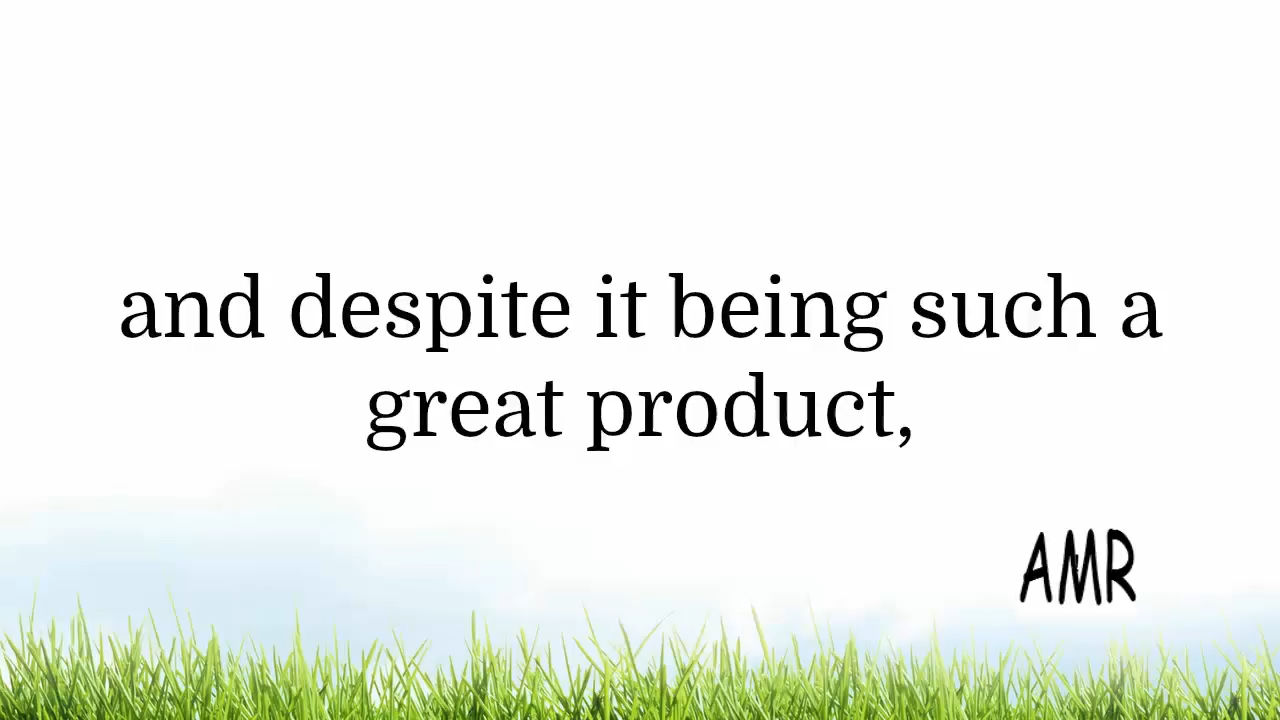 and despite it being such a
great product,
AMR